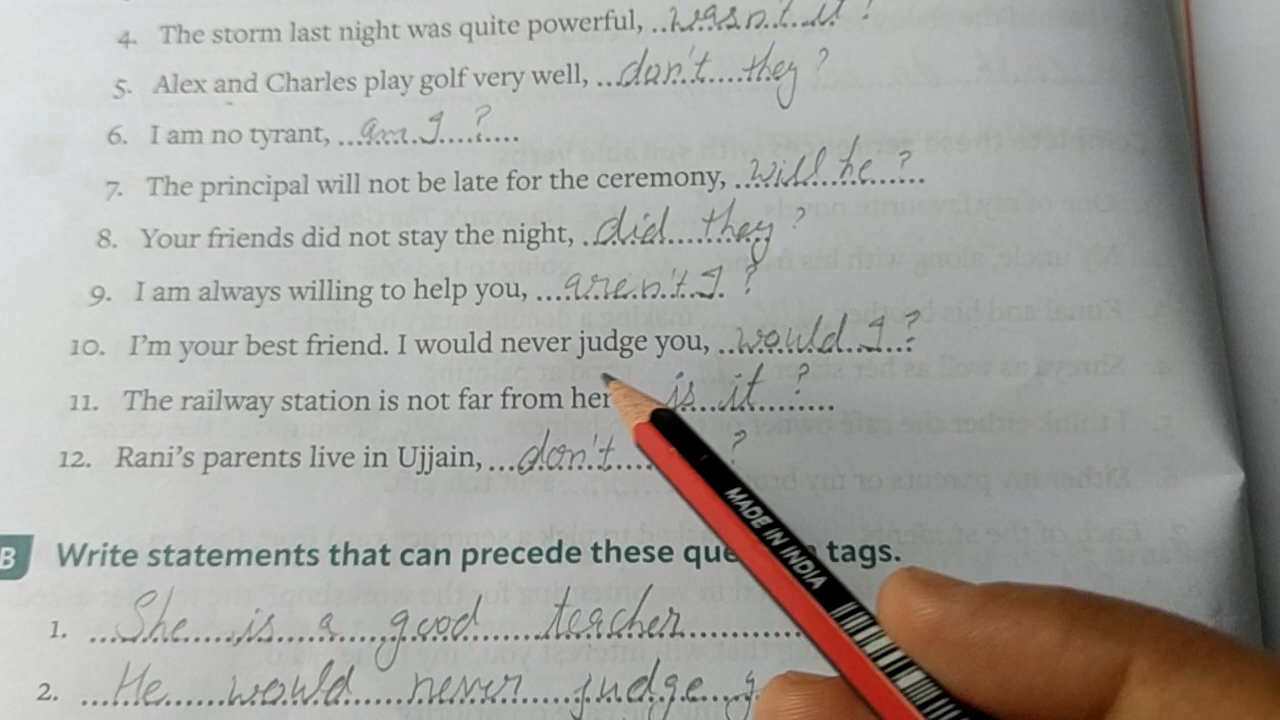 4. The storm last night was quite powerful, ..wasn't it ?
5. Alex and Charles play golf very well, ...don't....they ?
6. I am no tyrant, ...am I...?....
7. The principal will not be late for the ceremony, ..will he ?..
8. Your friends did not stay the night, ..did....they ?
9. I am always willing to help you, ....aren't I ?
10. I'm your best friend. I would never judge you, ..would I ?
11. The railway station is not far from is it ?
12. Rani's parents live in Ujjain, ...don't.... ?
B Write statements that can precede these tags.
1. ...She is a good teacher
2. ...He would never judge
MADE IN INDIA